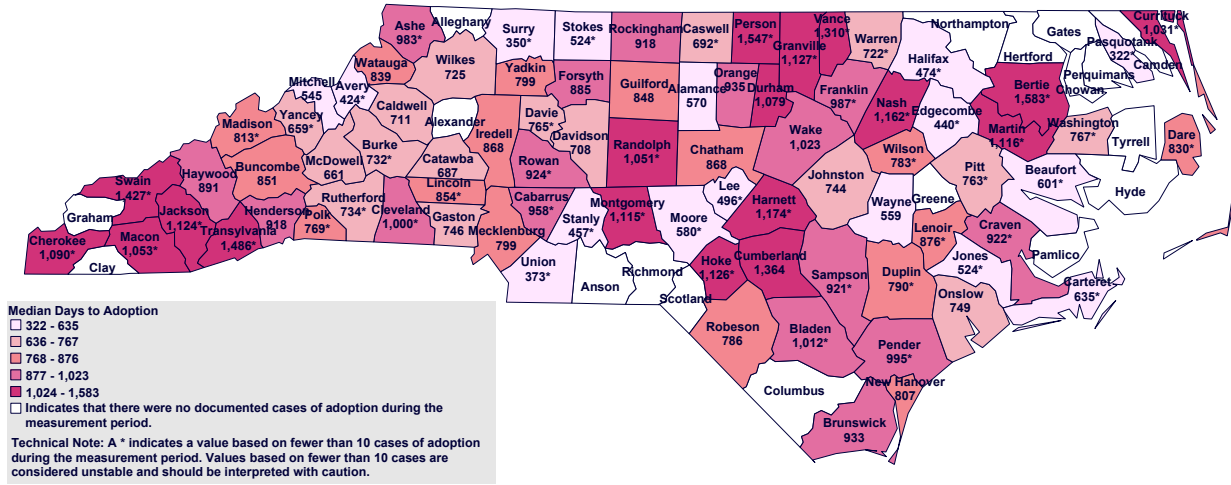 Ashe
983*
Alleghany
Surry
350*
Stokes
524*
Rockingham
918
Caswell
692*
Person
1,547*
Granville
1,127*
Vance
1,310*
Warren
722*
Northampton
Halifax
474*
Hertford
Gates
Pasquotank
322*
Currituck
1,031*
Camden
Perquimans
Chowan
Bertie
1,583*
Watauga
839
Wilkes
725
Yadkin
799
Forsyth
885
Guilford
848
Alamance
570
Orange
935
Durham
1,079
Franklin
987*
Nash
1,162*
Edgecombe
440*
Martin
1,116*
Washington
767*
Tyrrell
Dare
830*
Mitchell
545
Avery
424*
Caldwell
711
Alexander
Iredell
868
Davie
765*
Davidson
708
Randolph
1,051*
Chatham
868
Wake
1,023
Wilson
783*
Pitt
763*
Beaufort
601*
Hyde
Madison
813*
Yancey
659*
Burke
732*
McDowell
661
Catawba
687
Rowan
924*
Lee
496*
Johnston
744
Greene
Wayne
559
Lenoir
876*
Craven
922*
Pamlico
Swain
1,427*
Haywood
891
Buncombe
851
Rutherford
734*
Lincoln
854*
Cleveland
1,000*
Gaston
746
Mecklenburg
799
Cabarrus
958*
Stanly
457*
Montgomery
1,115*
Moore
580*
Harnett
1,174*
Graham
Jackson
1,124*
Henderson
918
Polk
769*
Transylvania
1,486*
Macon
1,053*
Cherokee
1,090*
Clay
Union
373*
Anson
Richmond
Scotland
Hoke
1,126*
Cumberland
1,364
Sampson
921*
Duplin
790*
Jones
524*
Onslow
749
Carteret
635*
Robeson
786
Bladen
1,012*
Pender
995*
New Hanover
807
Columbus
Brunswick
933
Median Days to Adoption
322 - 635
636 - 767
768 - 876
877 - 1,023
1,024 - 1,583
Indicates that there were no documented cases of adoption during the
measurement period.
Technical Note: A * indicates a value based on fewer than 10 cases of adoption
during the measurement period. Values based on fewer than 10 cases are
considered unstable and should be interpreted with caution.